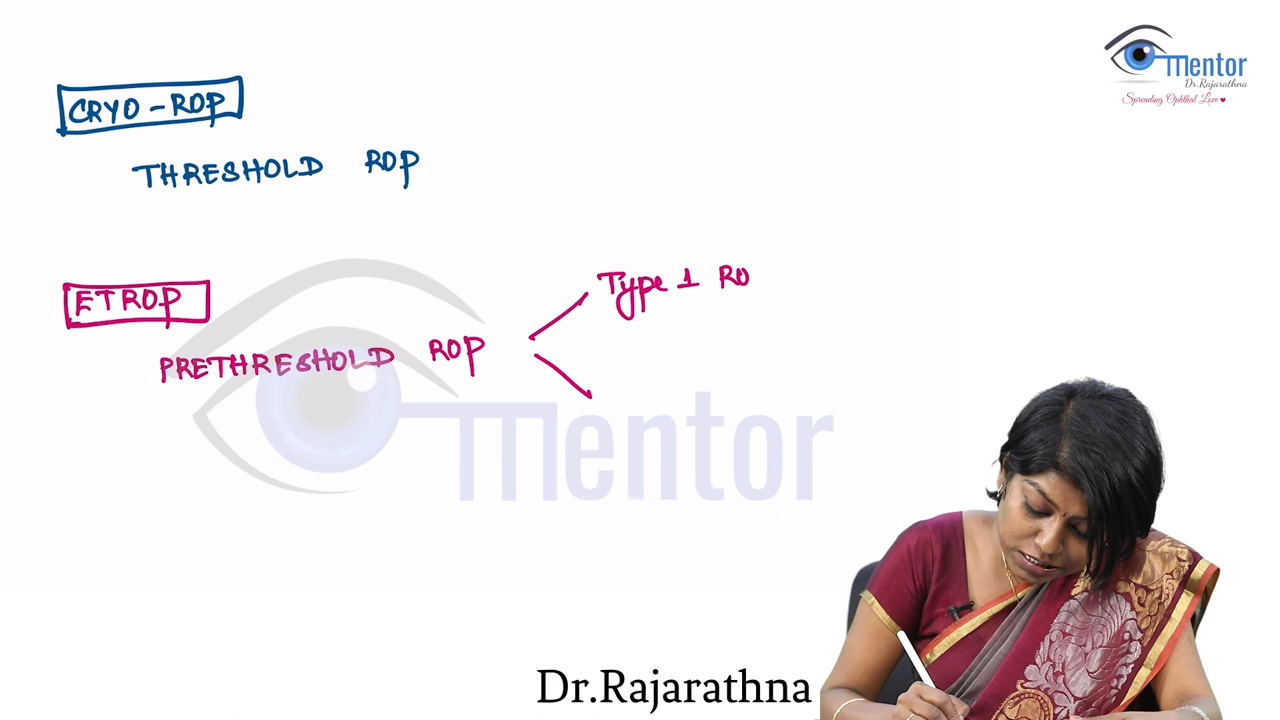 mentor
Dr.Rajarathna
Spreading Ophthal Love
CRYO-ROP
THRESHOLD ROP
ETROP
PRETHRESHOLD ROP
Type 1 RO
mentor
Dr.Rajarathna